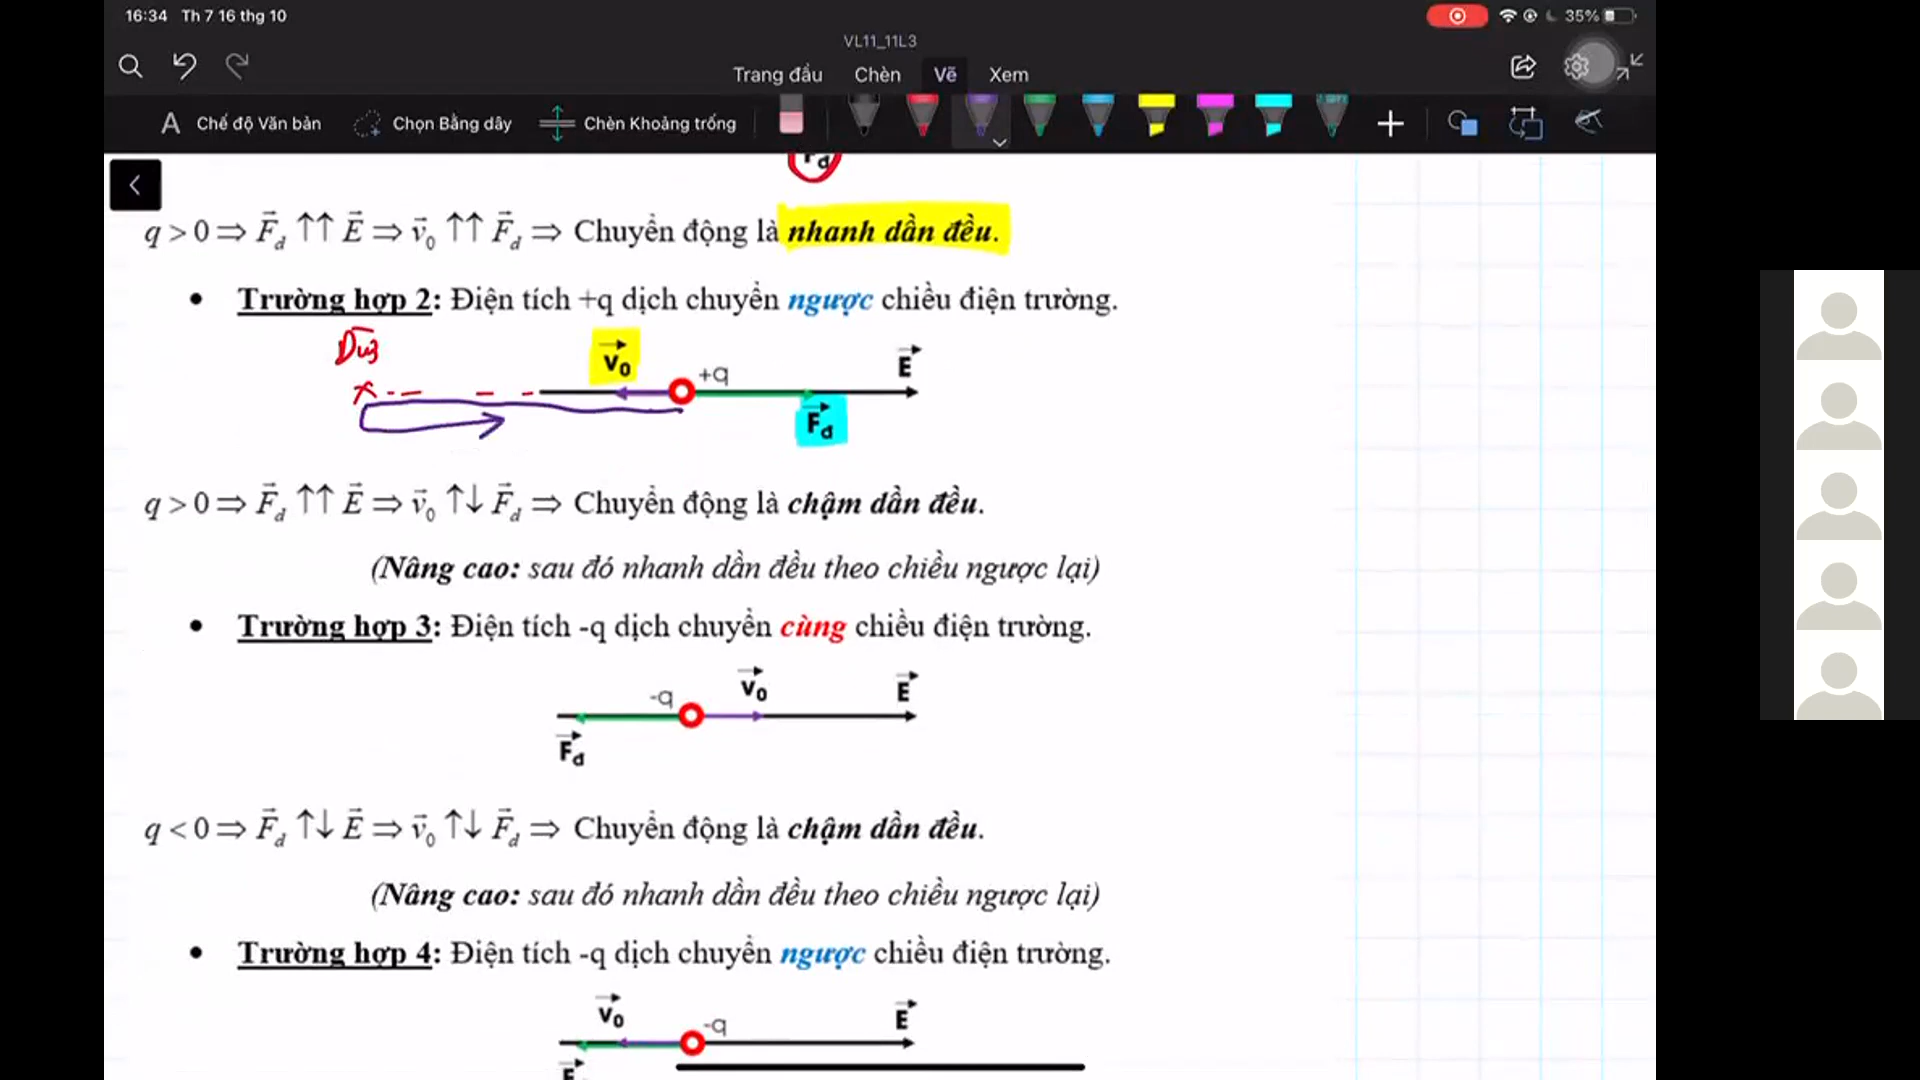 16:34 Th 7 16 thg 10
35%
VL11_11L3
Trang đầu Chèn Vẽ Xem
A Chế độ Văn bản Chọn Bằng dây Chèn Khoảng trống
F⃗đ
q > 0 ⇒ F⃗đ ↑↑ E⃗ ⇒ v⃗0 ↑↑ F⃗đ ⇒ Chuyển động là nhanh dần đều.
• Trường hợp 2: Điện tích +q dịch chuyển ngược chiều điện trường.
v⃗0 +q E⃗
F⃗đ
q > 0 ⇒ F⃗đ ↑↑ E⃗ ⇒ v⃗0 ↑↓ F⃗đ ⇒ Chuyển động là chậm dần đều.
(Nâng cao: sau đó nhanh dần đều theo chiều ngược lại)
• Trường hợp 3: Điện tích -q dịch chuyển cùng chiều điện trường.
-q v⃗0 E⃗
F⃗đ
q < 0 ⇒ F⃗đ ↑↓ E⃗ ⇒ v⃗0 ↑↓ F⃗đ ⇒ Chuyển động là chậm dần đều.
(Nâng cao: sau đó nhanh dần đều theo chiều ngược lại)
• Trường hợp 4: Điện tích -q dịch chuyển ngược chiều điện trường.
v⃗0 -q E⃗